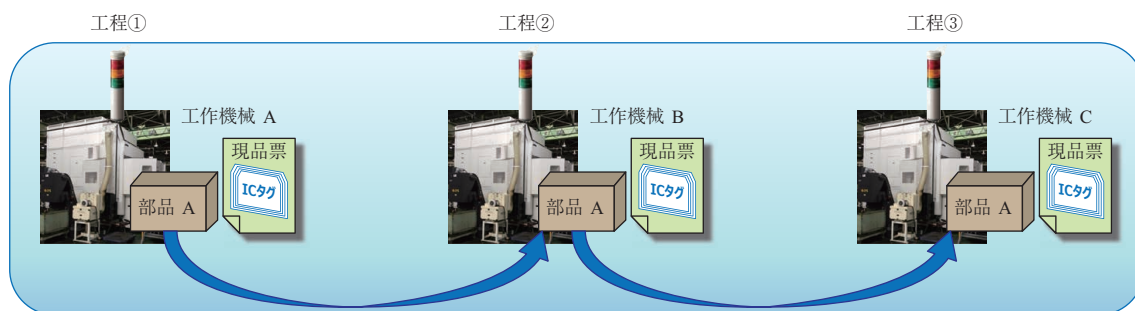 工程①
工程②
工程③
工作機械 A
現品票
ICタグ
部品 A
工作機械 B
現品票
ICタグ
部品 A
工作機械 C
現品票
ICタグ
部品 A